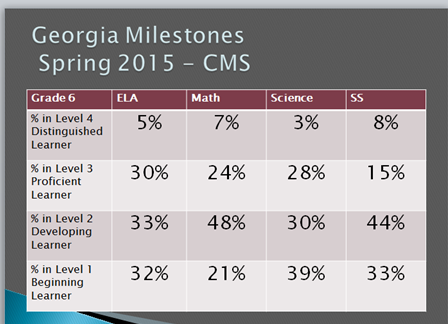 Georgia Milestones
Spring 2015 – CMS
Grade 6 ELA Math Science SS
% in Level 4
Distinguished
Learner
5% 7% 3% 8%
% in Level 3
Proficient
Learner
30% 24% 28% 15%
% in Level 2
Developing
Learner
33% 48% 30% 44%
% in Level 1
Beginning
Learner
32% 21% 39% 33%